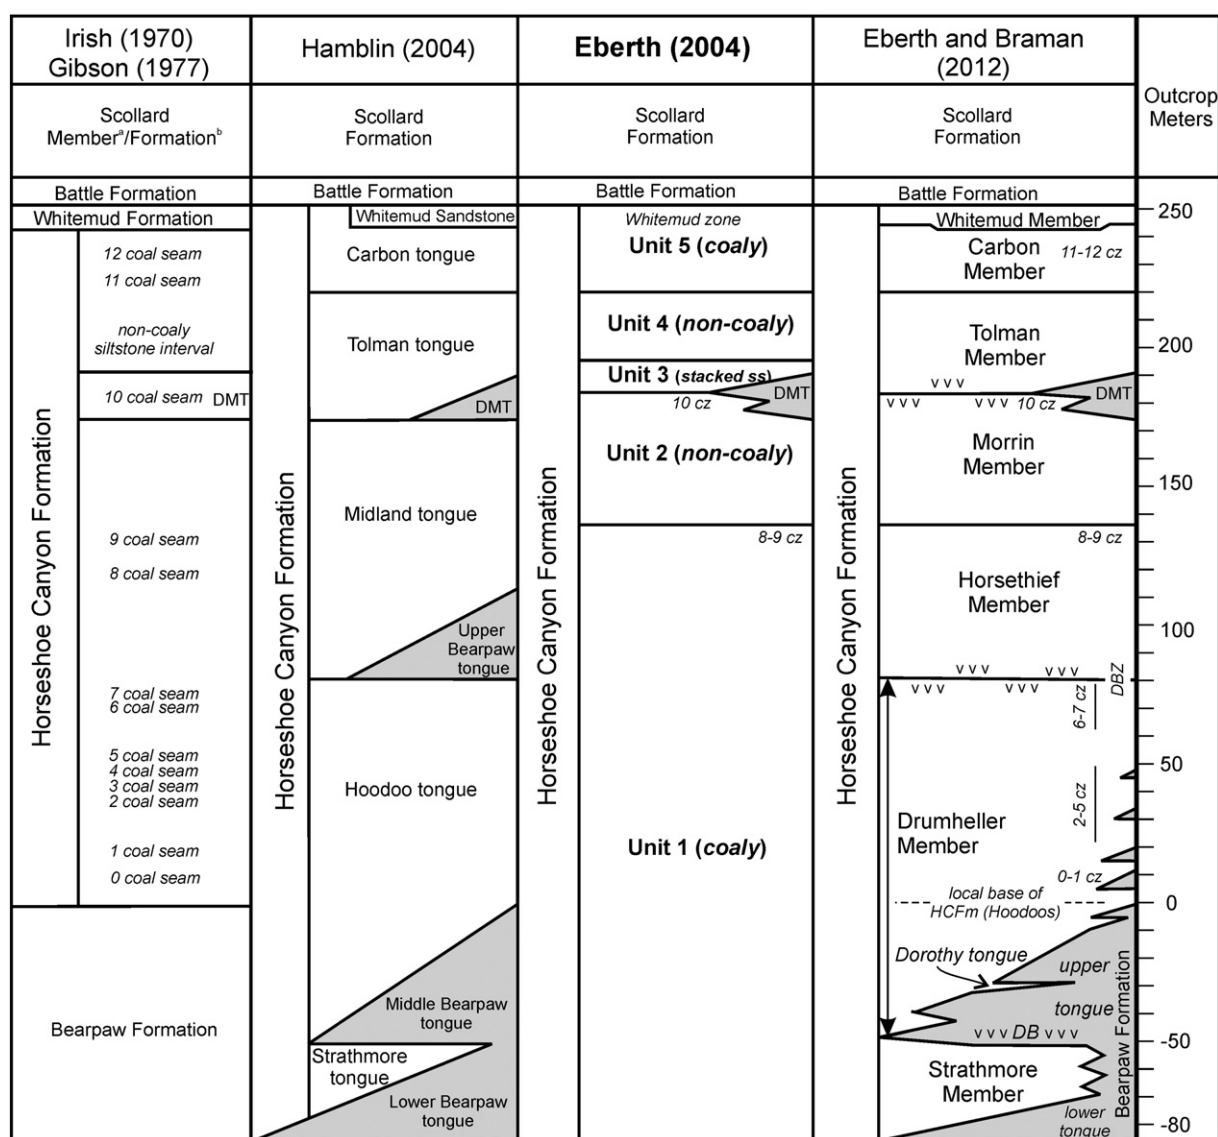 Irish (1970)
Gibson (1977)
Hamblin (2004)
Eberth (2004)
Eberth and Braman
(2012)
Outcrop
Meters
Scollard
Memberᵃ/Formationᵇ
Scollard
Formation
Scollard
Formation
Scollard
Formation
Battle Formation
Battle Formation
Battle Formation
Battle Formation
Whitemud Formation
Horseshoe Canyon Formation
12 coal seam
11 coal seam
non-coaly
siltstone interval
10 coal seam DMT
9 coal seam
8 coal seam
7 coal seam
6 coal seam
5 coal seam
4 coal seam
3 coal seam
2 coal seam
1 coal seam
0 coal seam
Bearpaw Formation
Horseshoe Canyon Formation
Whitemud Sandstone
Carbon tongue
Tolman tongue
DMT
Midland tongue
Upper
Bearpaw
tongue
Hoodoo tongue
Middle Bearpaw
tongue
Strathmore
tongue
Lower Bearpaw
tongue
Horseshoe Canyon Formation
Whitemud zone
Unit 5 (coaly)
Unit 4 (non-coaly)
Unit 3 (stacked ss)
10 cz
DMT
Unit 2 (non-coaly)
8-9 cz
Unit 1 (coaly)
Horseshoe Canyon Formation
Whitemud Member
Carbon
Member
11-12 cz
Tolman
Member
v v v
v v v
v v v
10 cz
DMT
Morrin
Member
8-9 cz
Horsethief
Member
v v v
v v v
v v v
v v v
DBZ
6-7 cz
2-5 cz
Drumheller
Member
0-1 cz
local base of
HCFm (Hoodoos)
Dorothy tongue
upper
tongue
v v v DB v v v
Strathmore
Member
lower
tongue
Bearpaw Formation
250
200
150
100
50
0
-50
-80